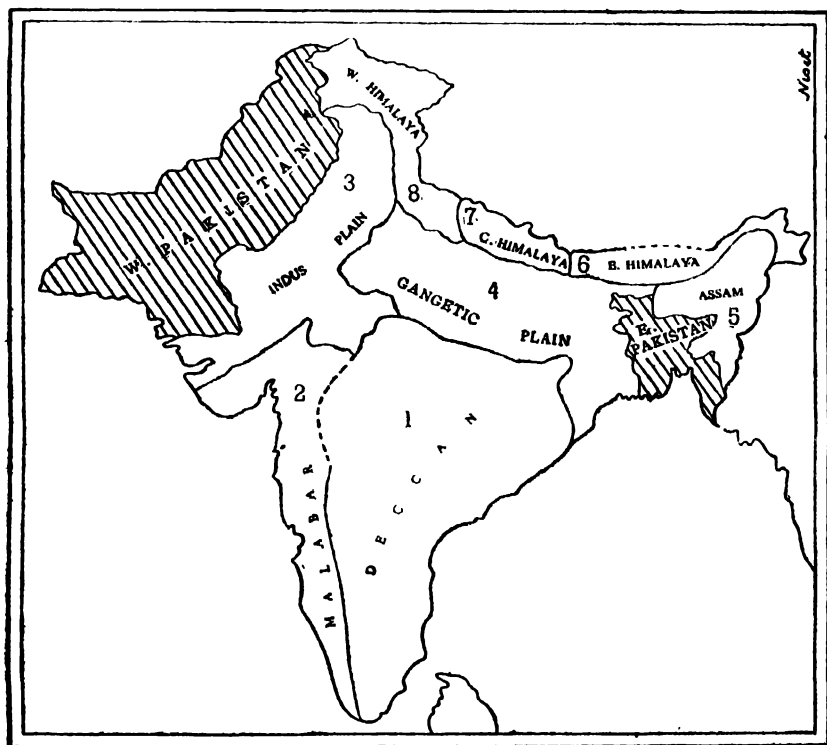 Nisot
W. HIMALAYA
W. PAKISTAN
3
INDUS PLAIN
8
7
C. HIMALAYA
6
E. HIMALAYA
4
GANGETIC PLAIN
ASSAM
5
E. PAKISTAN
2
MALABAR
1
DECCAN